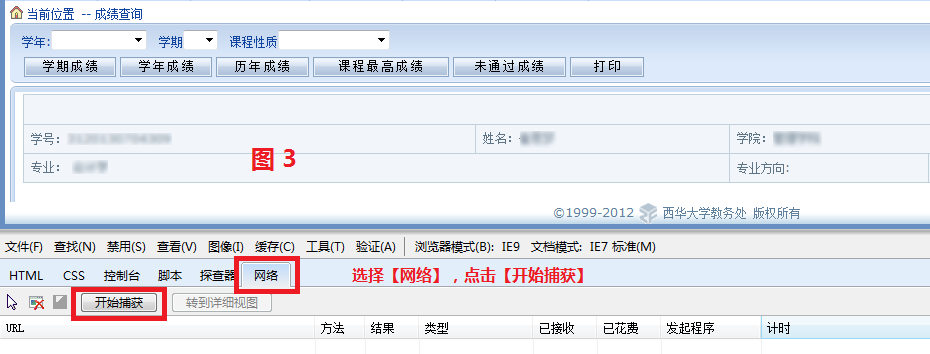 当前位置 -- 成绩查询
学年: 学期 课程性质
学期成绩 学年成绩 历年成绩 课程最高成绩 未通过成绩 打印
学号: 姓名: 学院:
专业: 专业方向:
图 3
©1999-2012 西华大学教务处 版权所有
文件(F) 查找(N) 禁用(S) 查看(V) 图像(I) 缓存(C) 工具(T) 验证(A) 浏览器模式(B): IE9 文档模式: IE7 标准(M)
HTML CSS 控制台 脚本 探查器 网络 选择【网络】，点击【开始捕获】
开始捕获 转到详细视图
URL 方法 结果 类型 已接收 已花费 发起程序 计时